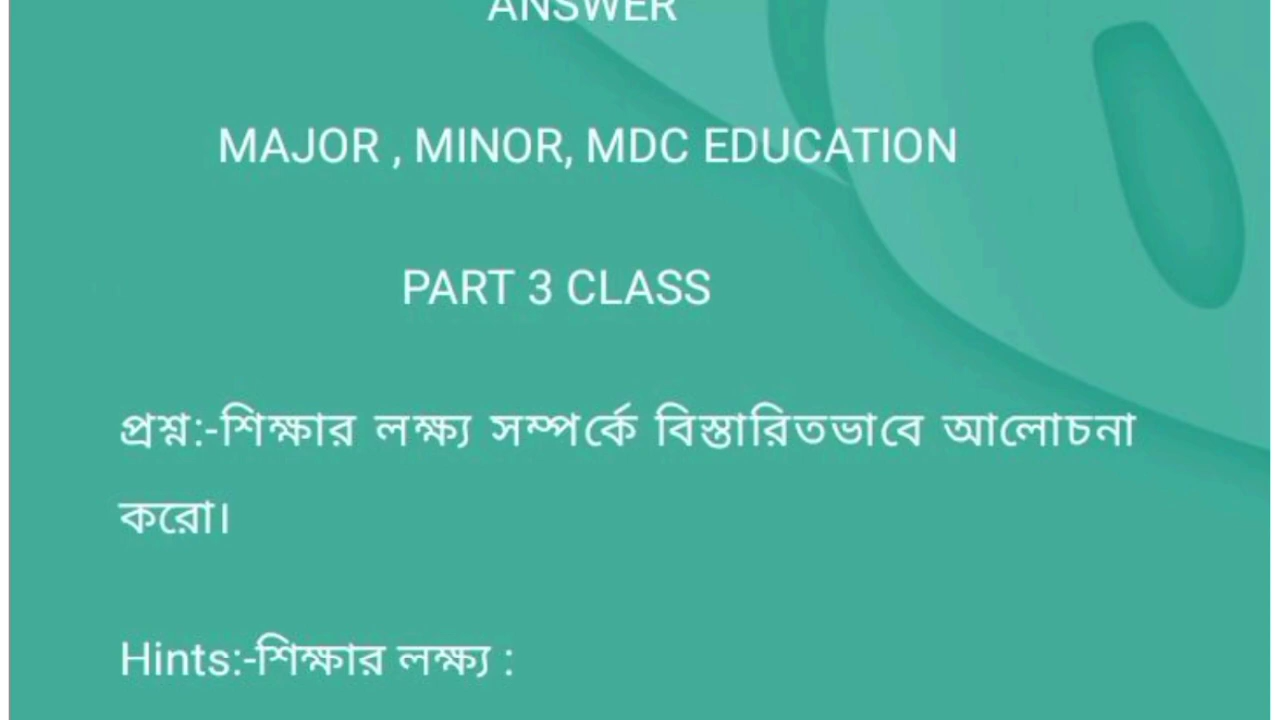 ANSWER
MAJOR , MINOR, MDC EDUCATION
PART 3 CLASS
প্রশ্ন:-শিক্ষার লক্ষ্য সম্পর্কে বিস্তারিতভাবে আলোচনা
করো।
Hints:-শিক্ষার লক্ষ্য :